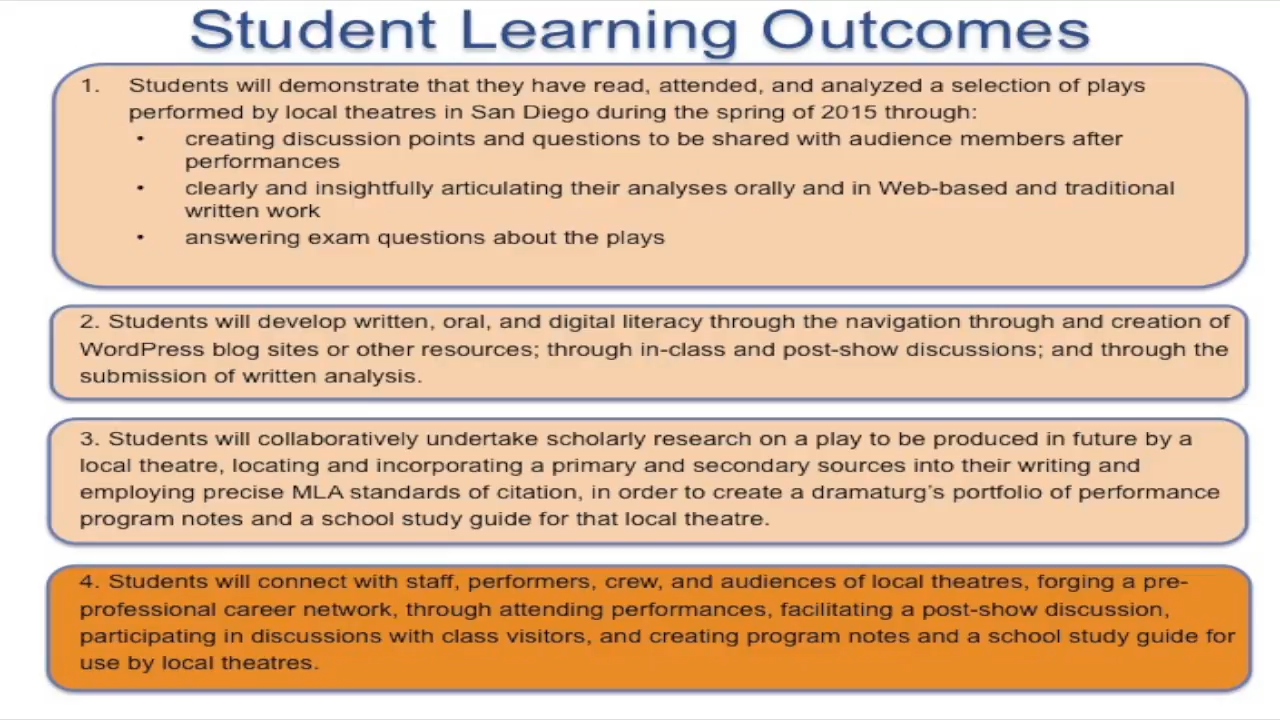 Student Learning Outcomes
1. Students will demonstrate that they have read, attended, and analyzed a selection of plays
performed by local theatres in San Diego during the spring of 2015 through:
• creating discussion points and questions to be shared with audience members after
performances
• clearly and insightfully articulating their analyses orally and in Web-based and traditional
written work
• answering exam questions about the plays
2. Students will develop written, oral, and digital literacy through the navigation through and creation of
WordPress blog sites or other resources; through in-class and post-show discussions; and through the
submission of written analysis.
3. Students will collaboratively undertake scholarly research on a play to be produced in future by a
local theatre, locating and incorporating a primary and secondary sources into their writing and
employing precise MLA standards of citation, in order to create a dramaturg's portfolio of performance
program notes and a school study guide for that local theatre.
4. Students will connect with staff, performers, crew, and audiences of local theatres, forging a pre-
professional career network, through attending performances, facilitating a post-show discussion,
participating in discussions with class visitors, and creating program notes and a school study guide for
use by local theatres.